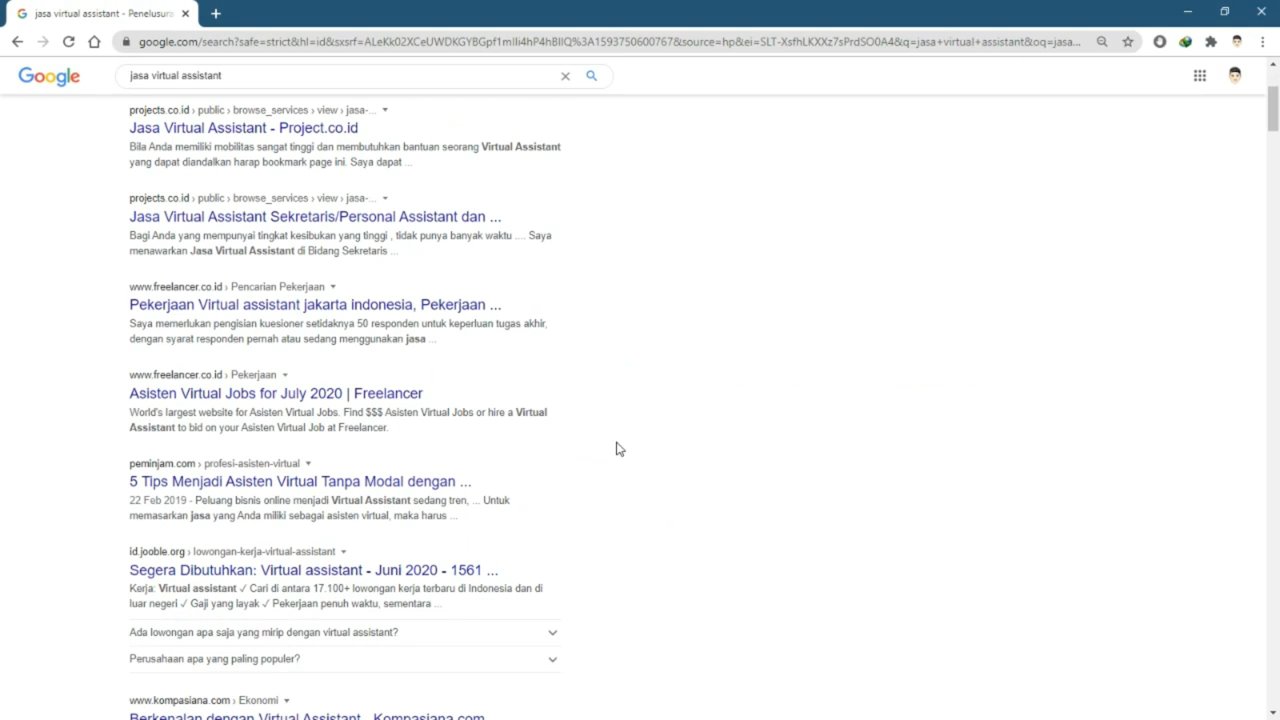 jasa virtual assistant - Penelusura
google.com/search?safe=strict&hl=id&sxsrf=ALeKk02XCeUWDKGYBGpf1mlli4hP4hBIIQ%3A1593750600767&source=hp&ei=SLT-XsfhLKXXz7sPrdSO0A4&q=jasa+virtual+assistant&oq=jasa...
Google
jasa virtual assistant
projects.co.id › public › browse_services › view › jasa-...
Jasa Virtual Assistant - Project.co.id
Bila Anda memiliki mobilitas sangat tinggi dan membutuhkan bantuan seorang Virtual Assistant
yang dapat diandalkan harap bookmark page ini. Saya dapat ...
projects.co.id › public › browse_services › view › jasa-...
Jasa Virtual Assistant Sekretaris/Personal Assistant dan ...
Bagi Anda yang mempunyai tingkat kesibukan yang tinggi , tidak punya banyak waktu .... Saya
menawarkan Jasa Virtual Assistant di Bidang Sekretaris ...
www.freelancer.co.id › Pencarian Pekerjaan
Pekerjaan Virtual assistant jakarta indonesia, Pekerjaan ...
Saya memerlukan pengisian kuesioner setidaknya 50 responden untuk keperluan tugas akhir,
dengan syarat responden pernah atau sedang menggunakan jasa ...
www.freelancer.co.id › Pekerjaan
Asisten Virtual Jobs for July 2020 | Freelancer
World's largest website for Asisten Virtual Jobs. Find $$$ Asisten Virtual Jobs or hire a Virtual
Assistant to bid on your Asisten Virtual Job at Freelancer.
peminjam.com › profesi-asisten-virtual
5 Tips Menjadi Asisten Virtual Tanpa Modal dengan ...
22 Feb 2019 - Peluang bisnis online menjadi Virtual Assistant sedang tren, ... Untuk
memasarkan jasa yang Anda miliki sebagai asisten virtual, maka harus ...
id.jooble.org › lowongan-kerja-virtual-assistant
Segera Dibutuhkan: Virtual assistant - Juni 2020 - 1561 ...
Kerja: Virtual assistant ✓ Cari di antara 17.100+ lowongan kerja terbaru di Indonesia dan di
luar negeri ✓ Gaji yang layak ✓ Pekerjaan penuh waktu, sementara ...
Ada lowongan apa saja yang mirip dengan virtual assistant?
Perusahaan apa yang paling populer?
www.kompasiana.com › Ekonomi
Berkenalan dengan Virtual Assistant - Kompasiana.com